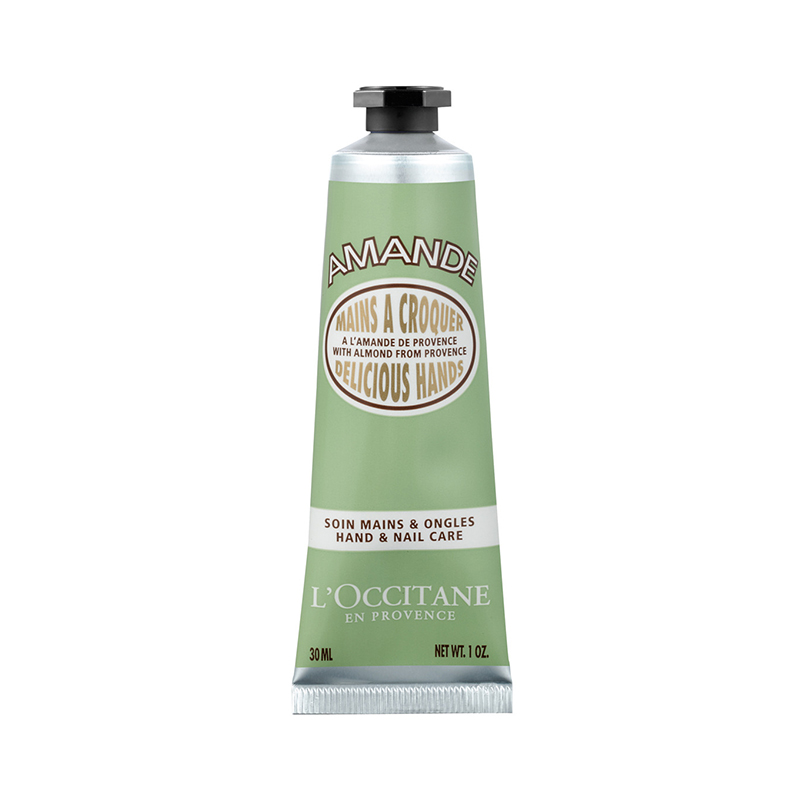 AMANDE
MAINS A CROQUER
A L'AMANDE DE PROVENCE
WITH ALMOND FROM PROVENCE
DELICIOUS HANDS
SOIN MAINS & ONGLES
HAND & NAIL CARE
L'OCCITANE
EN PROVENCE
30 ML NET WT. 1 OZ.